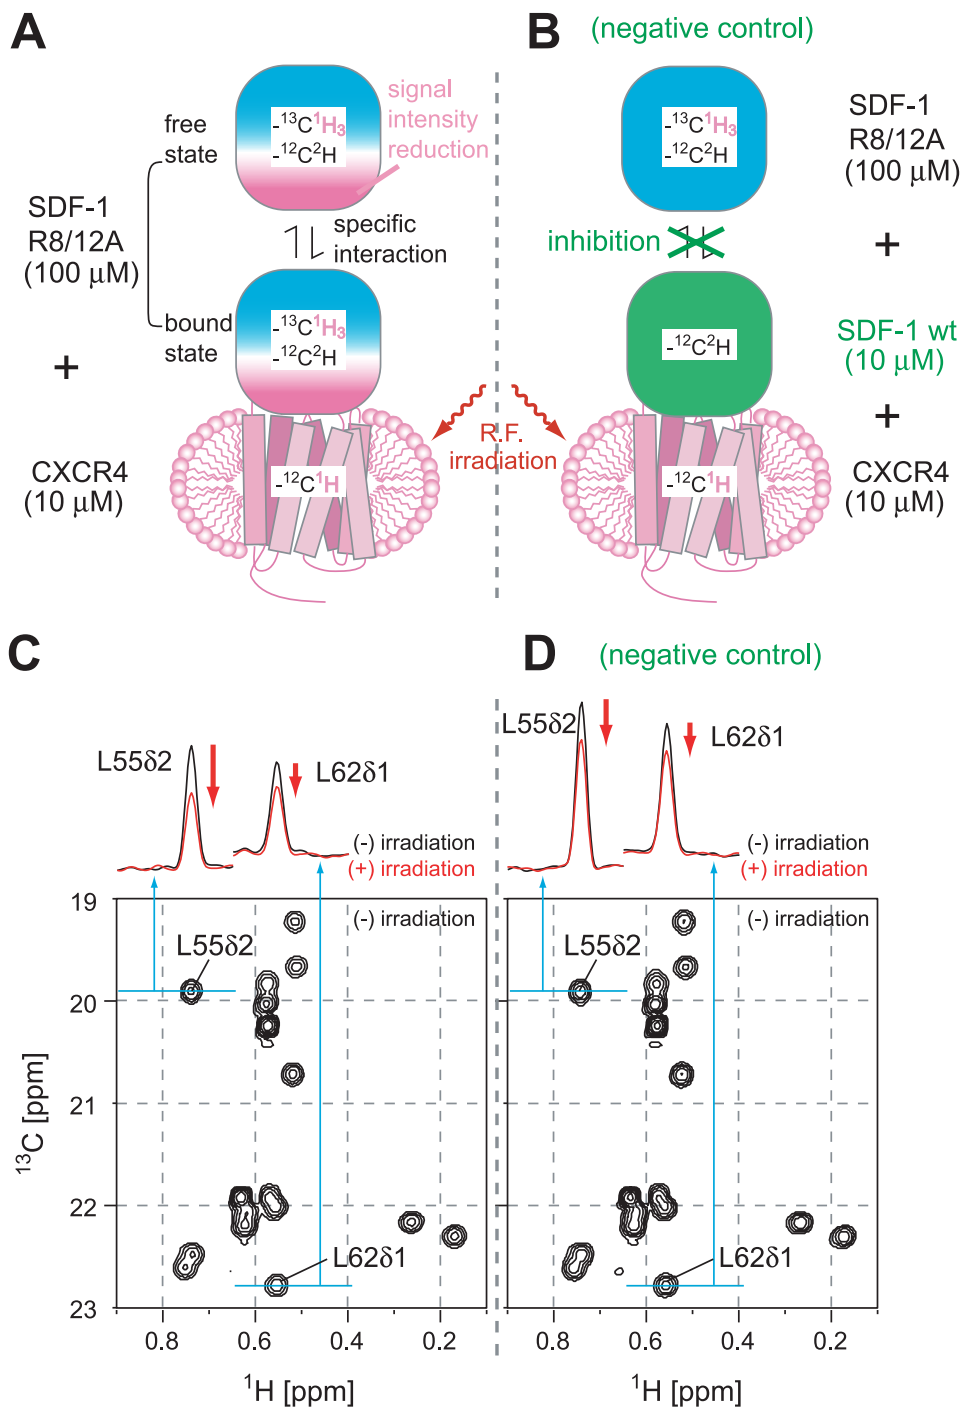 A
B (negative control)
signal
intensity
reduction
free
state
-¹³C¹H₃
-¹²C²H
SDF-1
R8/12A
(100 μM)
specific
interaction
bound
state
-¹³C¹H₃
-¹²C²H
+
CXCR4
(10 μM)
-¹²C¹H
R.F.
irradiation
-¹³C¹H₃
-¹²C²H
SDF-1
R8/12A
(100 μM)
inhibition
+
-¹²C²H
SDF-1 wt
(10 μM)
+
-¹²C¹H
CXCR4
(10 μM)
C
D (negative control)
L55δ2
L62δ1
(-) irradiation
(+) irradiation
L55δ2
L62δ1
(-) irradiation
(+) irradiation
(-) irradiation
L55δ2
L62δ1
19
20
21
22
23
¹³C [ppm]
0.8 0.6 0.4 0.2
¹H [ppm]
(-) irradiation
L55δ2
L62δ1
0.8 0.6 0.4 0.2
¹H [ppm]